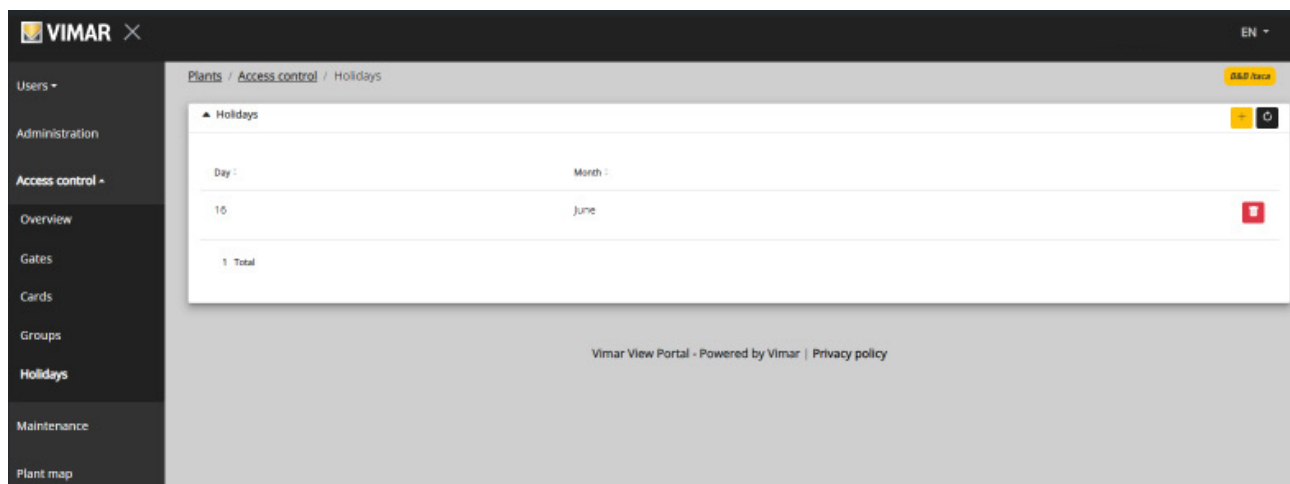 VIMAR
EN
Users
Plants / Access control / Holidays
Administration
Holidays
Access control
Day
Month
Overview
16
June
Gates
1 Total
Cards
Groups
Vimar View Portal - Powered by Vimar | Privacy policy
Holidays
Maintenance
Plant map